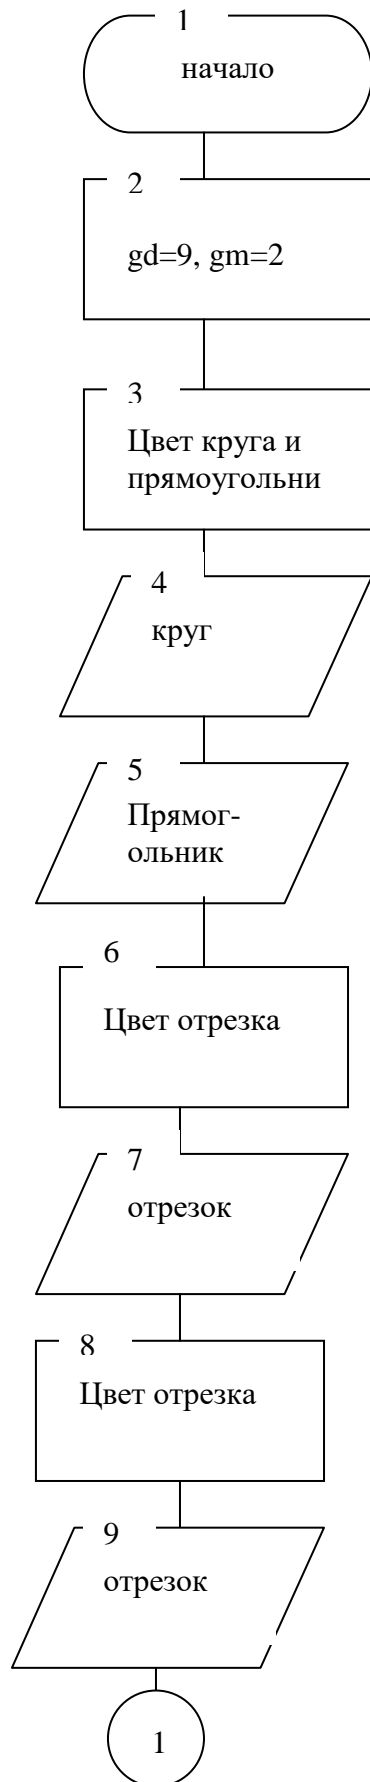 1
начало
2
gd=9, gm=2
3
Цвет круга и
прямоугольни
4
круг
5
Прямог-
ольник
6
Цвет отрезка
7
отрезок
8
Цвет отрезка
9
отрезок
1